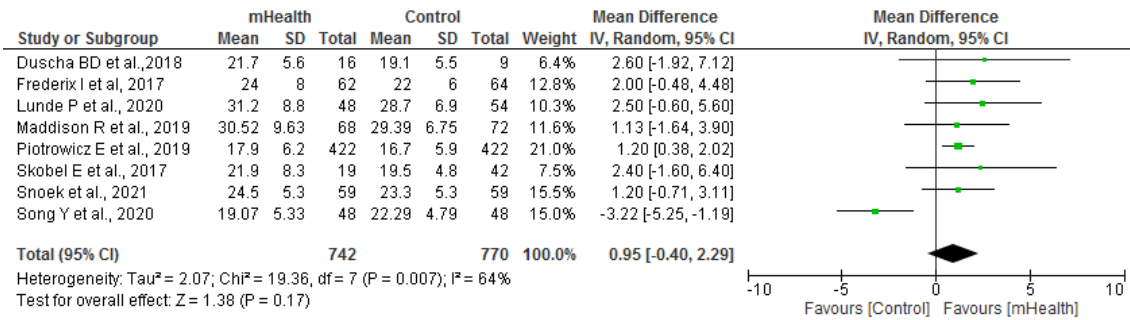 mHealth Control Mean Difference Mean Difference
Study or Subgroup Mean SD Total Mean SD Total Weight IV, Random, 95% CI IV, Random, 95% CI
Duscha BD et al.,2018 21.7 5.6 16 19.1 5.5 9 6.4% 2.60 [-1.92, 7.12]
Frederix I et al, 2017 24 8 62 22 6 64 12.8% 2.00 [-0.48, 4.48]
Lunde P et al., 2020 31.2 8.8 48 28.7 6.9 54 10.3% 2.50 [-0.60, 5.60]
Maddison R et al., 2019 30.52 9.63 68 29.39 6.75 72 11.6% 1.13 [-1.64, 3.90]
Piotrowicz E et al., 2019 17.9 6.2 422 16.7 5.9 422 21.0% 1.20 [0.38, 2.02]
Skobel E et al., 2017 21.9 8.3 19 19.5 4.8 42 7.5% 2.40 [-1.60, 6.40]
Snoek et al., 2021 24.5 5.3 59 23.3 5.3 59 15.5% 1.20 [-0.71, 3.11]
Song Y et al., 2020 19.07 5.33 48 22.29 4.79 48 15.0% -3.22 [-5.25, -1.19]
Total (95% CI) 742 770 100.0% 0.95 [-0.40, 2.29]
Heterogeneity: Tau² = 2.07; Chi² = 19.36, df = 7 (P = 0.007); I² = 64%
Test for overall effect: Z = 1.38 (P = 0.17)
-10 -5 0 5 10
Favours [Control] Favours [mHealth]